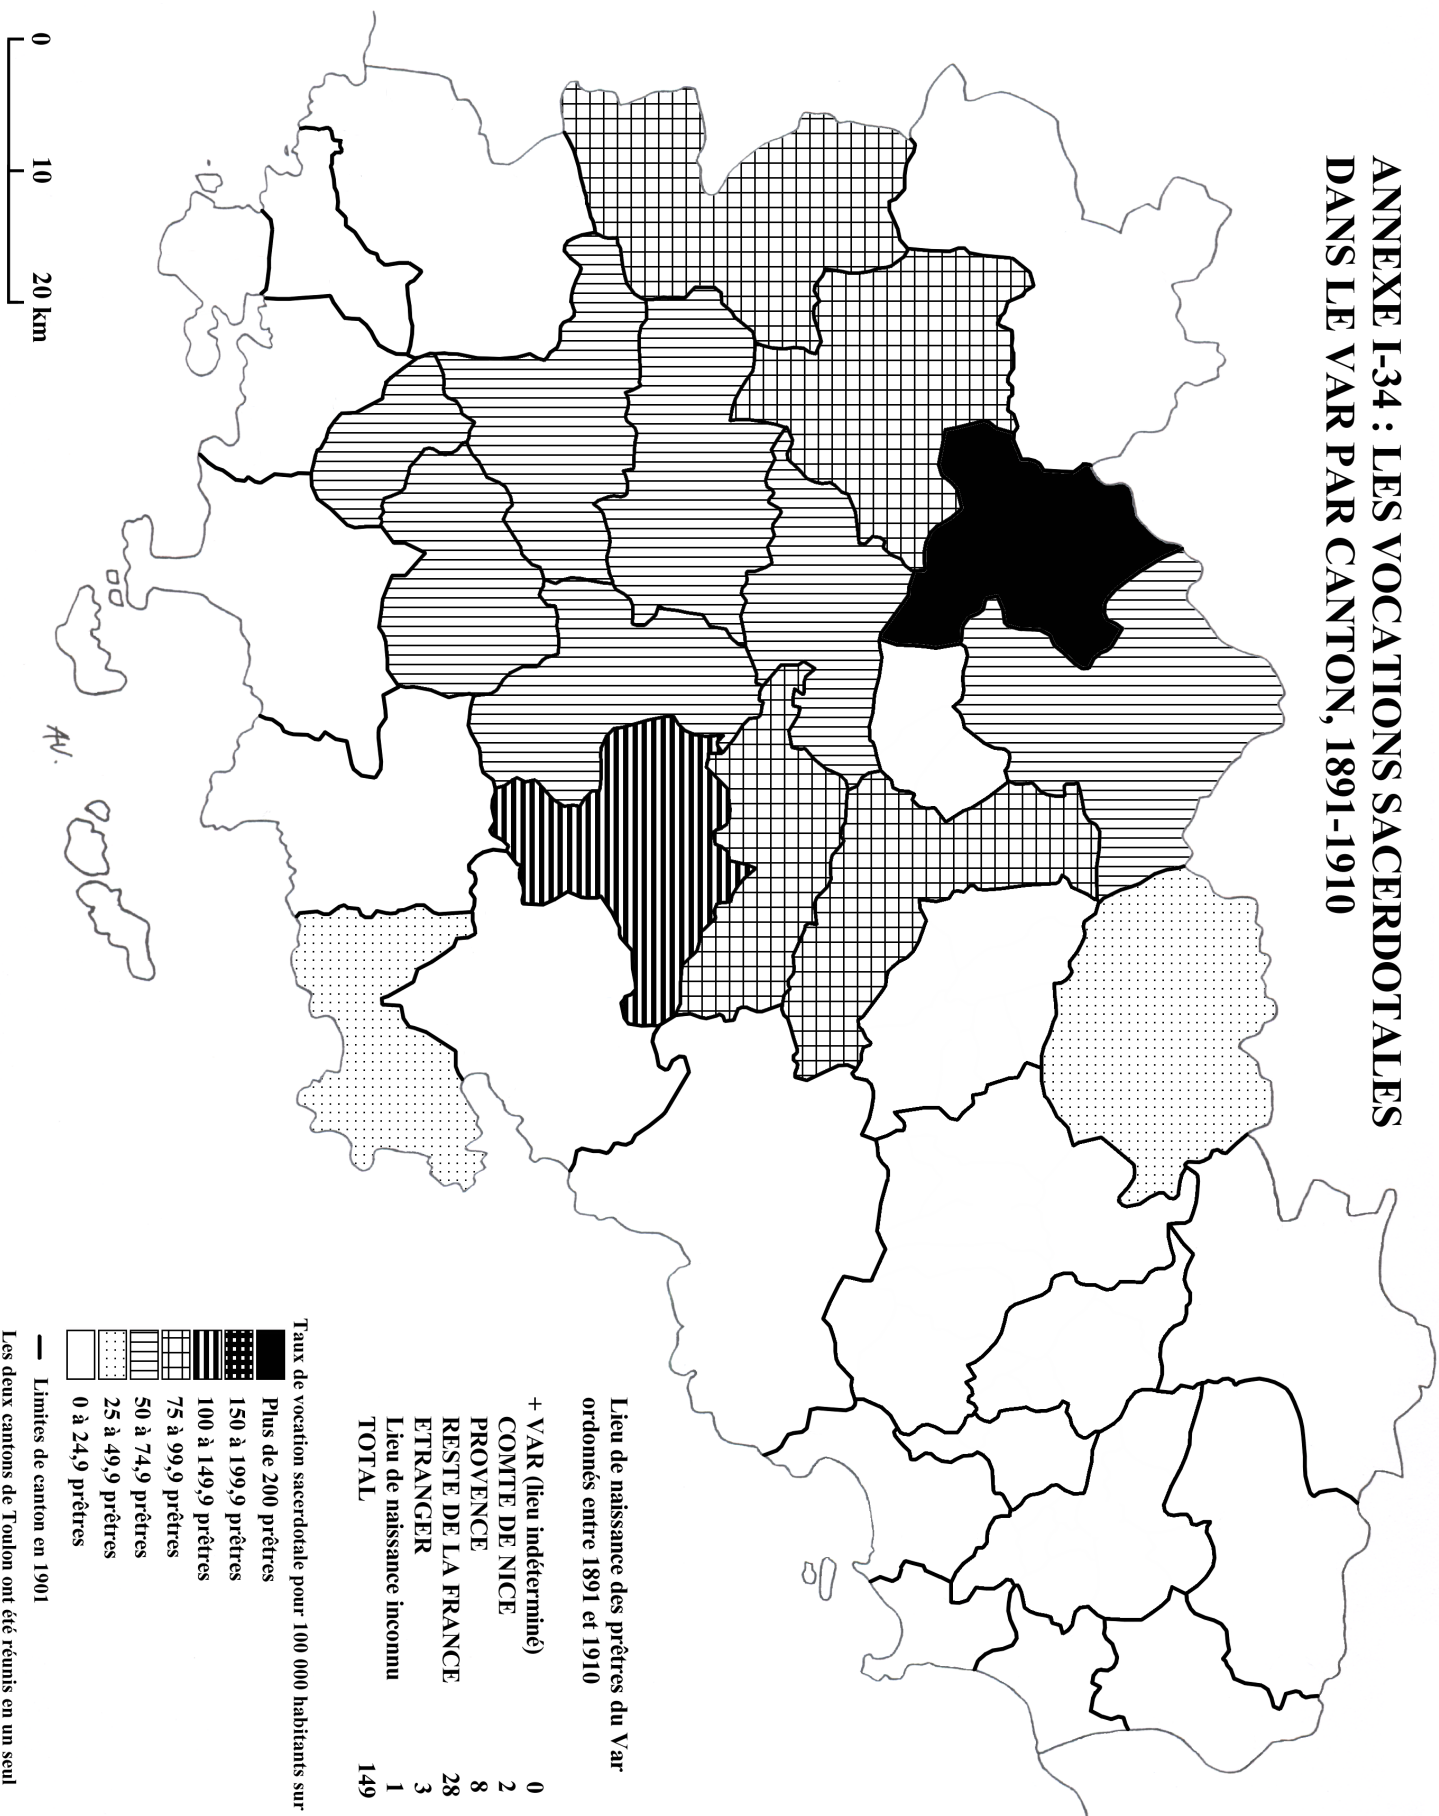 ANNEXE I-34 : LES VOCATIONS SACERDOTALES
DANS LE VAR PAR CANTON, 1891-1910
Lieu de naissance des prêtres du Var
ordonnés entre 1891 et 1910
+ VAR (lieu indéterminé) 0
COMTE DE NICE 2
PROVENCE 8
RESTE DE LA FRANCE 28
ETRANGER 3
Lieu de naissance inconnu 1
TOTAL 149
Taux de vocation sacerdotale pour 100 000 habitants sur
Plus de 200 prêtres
150 à 199,9 prêtres
100 à 149,9 prêtres
75 à 99,9 prêtres
50 à 74,9 prêtres
25 à 49,9 prêtres
0 à 24,9 prêtres
Limites de canton en 1901
Les deux cantons de Toulon ont été réunis en un seul
0 10 20 km
AV.